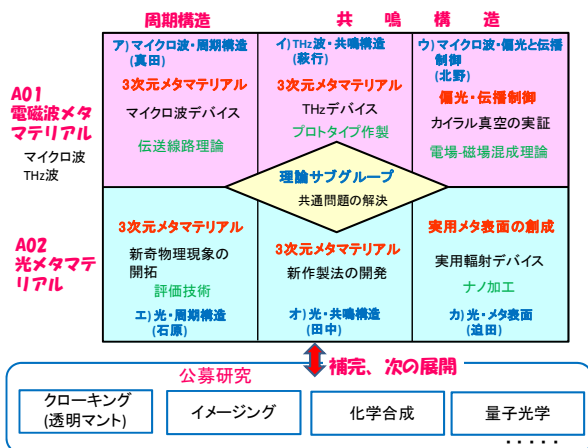 周期構造
共 鳴 構 造
A01
電磁波メタ
マテリアル
マイクロ波
THz波
ア)マイクロ波・周期構造
(真田)
3次元メタマテリアル
マイクロ波デバイス
伝送線路理論
イ)THz波・共鳴構造
(萩行)
3次元メタマテリアル
THzデバイス
プロトタイプ作製
ウ)マイクロ波・偏光と伝播
制御
(北野)
偏光・伝播制御
カイラル真空の実証
電場-磁場混成理論
理論サブグループ
共通問題の解決
A02
光メタマテ
リアル
3次元メタマテリアル
新奇物理現象の
開拓
評価技術
エ)光・周期構造
(石原)
3次元メタマテリアル
新作製法の開発
オ)光・共鳴構造
(田中)
実用メタ表面の創成
実用輻射デバイス
ナノ加工
カ)光・メタ表面
(迫田)
補完、次の展開
公募研究
クローキング
(透明マント)
イメージング
化学合成
量子光学
・・・・・